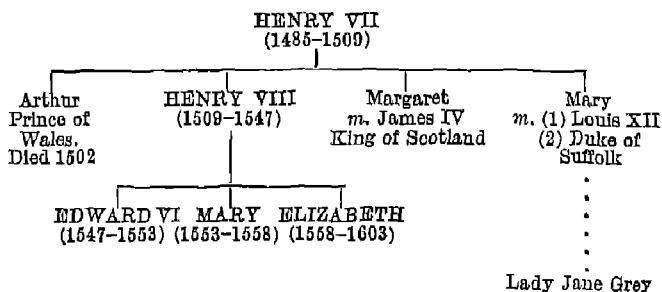 HENRY VII
(1485–1509)
Arthur
Prince of
Wales.
Died 1502
HENRY VIII
(1509–1547)
Margaret
m. James IV
King of Scotland
Mary
m. (1) Louis XII
(2) Duke of
Suffolk
EDWARD VI MARY ELIZABETH
(1547–1553) (1553–1558) (1558–1603)
Lady Jane Grey